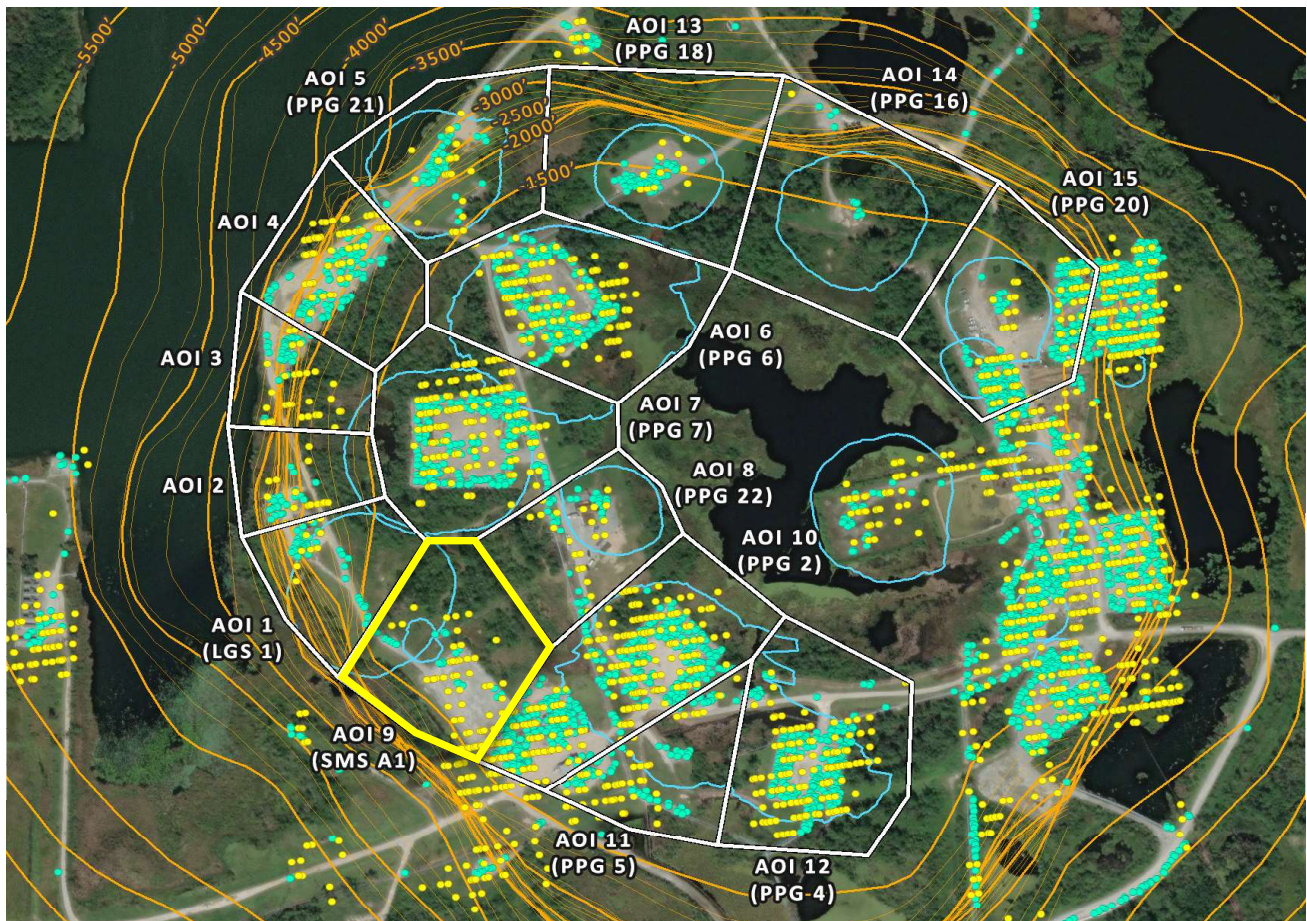 -5500'
-5000'
-4500'
-4000'
-3500'
-3000'
-2500'
-2000'
-1500'
AOI 13
(PPG 18)
AOI 14
(PPG 16)
AOI 5
(PPG 21)
AOI 15
(PPG 20)
AOI 4
AOI 3
AOI 6
(PPG 6)
AOI 7
(PPG 7)
AOI 2
AOI 8
(PPG 22)
AOI 10
(PPG 2)
AOI 1
(LGS 1)
AOI 9
(SMS A1)
AOI 11
(PPG 5)
AOI 12
(PPG 4)